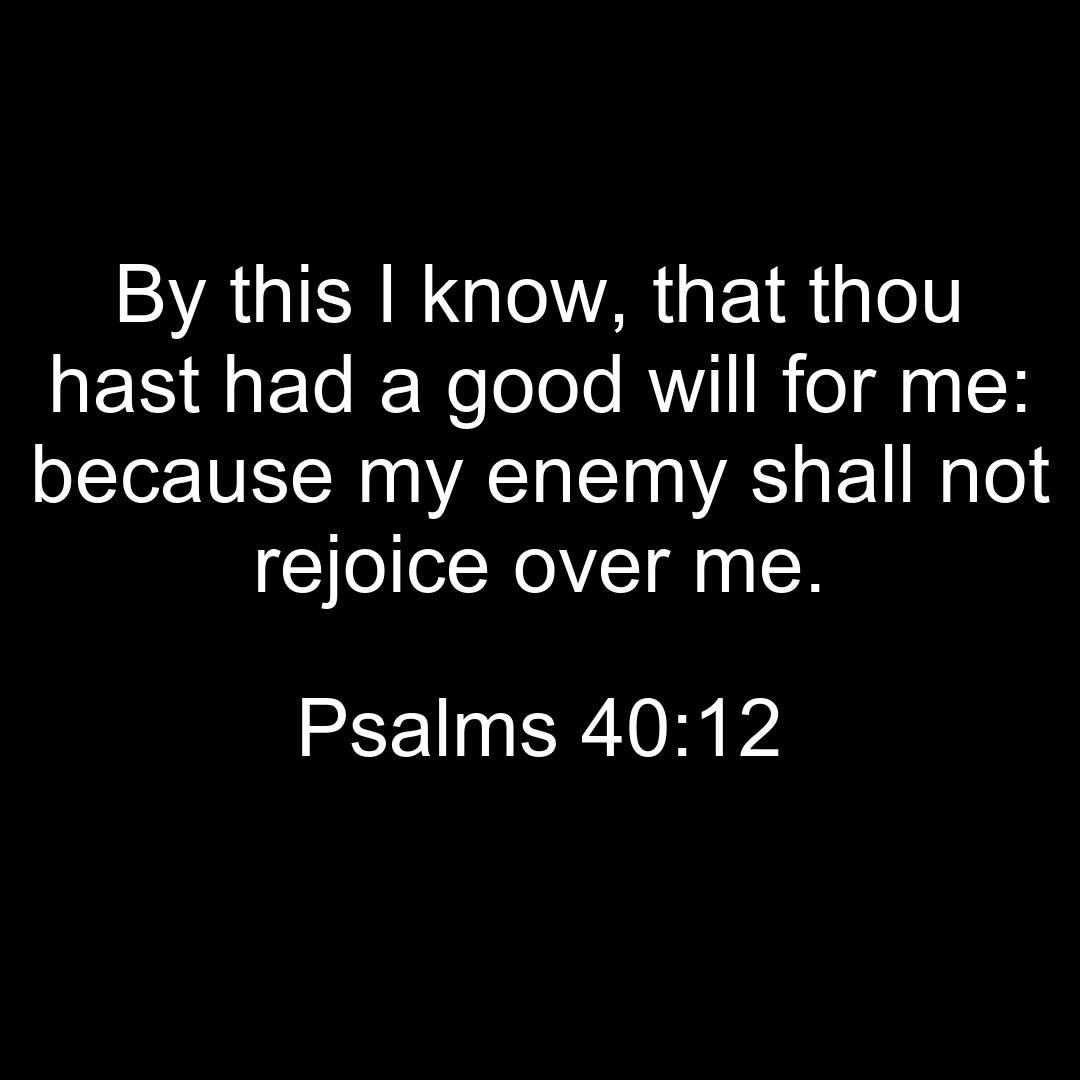 By this I know, that thou
hast had a good will for me:
because my enemy shall not
rejoice over me.
Psalms 40:12